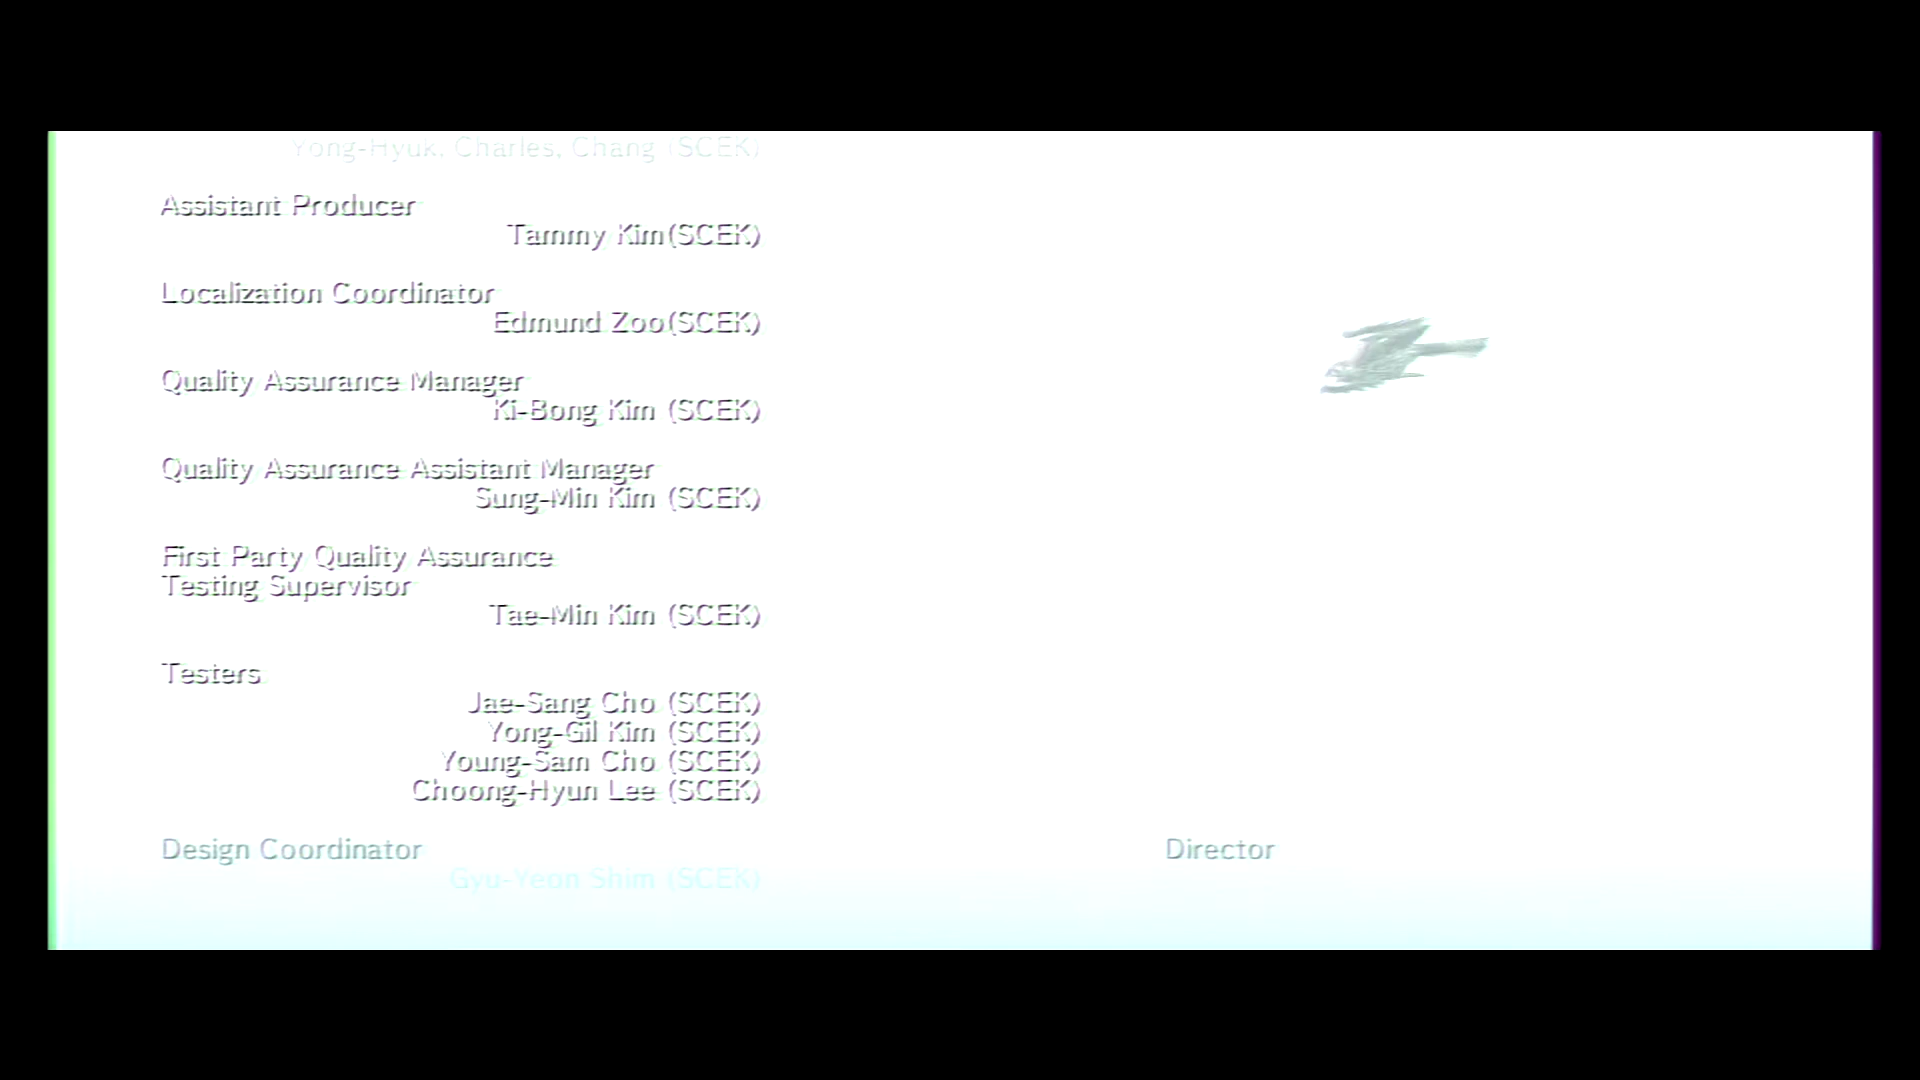 Yong-Hyuk. Charles. Chang (SCEK)
Assistant Producer
Tammy Kim(SCEK)
Localization Coordinator
Edmund Zoo(SCEK)
Quality Assurance Manager
Ki-Bong Kim (SCEK)
Quality Assurance Assistant Manager
Sung-Min Kim (SCEK)
First Party Quality Assurance
Testing Supervisor
Tae-Min Kim (SCEK)
Testers
Jae-Sang Cho (SCEK)
Yong-Gil Kim (SCEK)
Young-Sam Cho (SCEK)
Choong-Hyun Lee (SCEK)
Design Coordinator
Gyu-Yeon Shim (SCEK)
Director